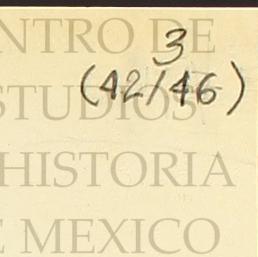 NTRO DE
3
(42/46)
STUDIOS
HISTORIA
E MEXICO